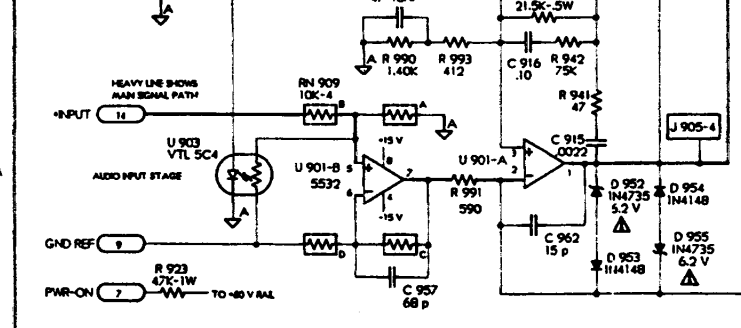 21.5K-.5W
A
A
R 990
1.40K
R 993
412
C 916
.10
R 942
75K
HEAVY LINE SHOWS
MAIN SIGNAL PATH
RN 909
10K-4
B
A
A
R 941
47
+INPUT
14
J 905-4
U 903
VTL 5C4
+15 V
C 915
.0022
AUDIO INPUT STAGE
U 901-B
5532
5
+
8
7
6
-
4
-15 V
U 901-A
3
+
2
-
1
R 991
590
D 952
1N4735
6.2 V
D 954
1N4148
A
GND REF
9
D
C
C 962
15 p
D 953
1N4148
D 955
1N4735
6.2 V
R 923
47K-1W
C 957
68 p
PWR-ON
7
TO +60 V RAIL